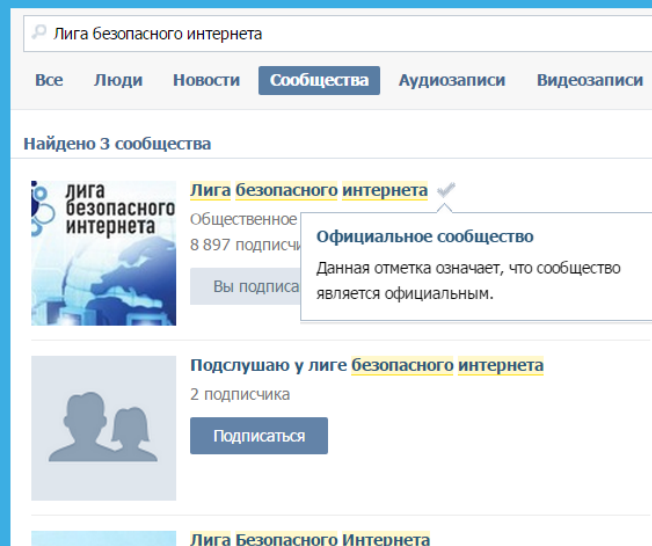 Лига безопасного интернета
Все Люди Новости Сообщества Аудиозаписи Видеозаписи
Найдено 3 сообщества
лига
безопасного
интернета
Лига безопасного интернета
Общественное
8 897 подписчи
Вы подписа
Официальное сообщество
Данная отметка означает, что сообщество
является официальным.
Подслушаю у лиге безопасного интернета
2 подписчика
Подписаться
Лига Безопасного Интернета